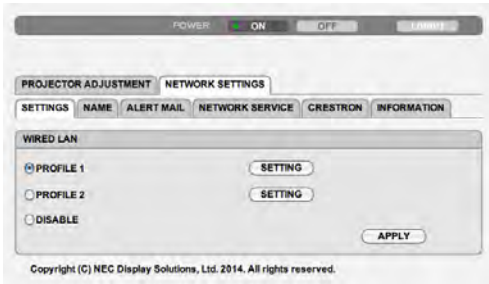 POWER ON OFF
PROJECTOR ADJUSTMENT NETWORK SETTINGS
SETTINGS NAME ALERT MAIL NETWORK SERVICE CRESTRON INFORMATION
WIRED LAN
PROFILE 1 SETTING
PROFILE 2 SETTING
DISABLE
APPLY
Copyright (C) NEC Display Solutions, Ltd. 2014. All rights reserved.